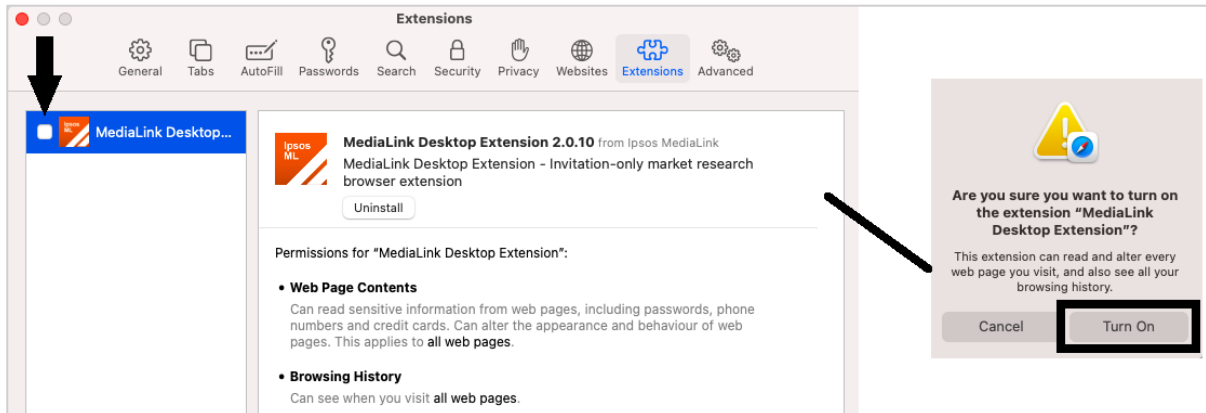 Extensions
General Tabs AutoFill Passwords Search Security Privacy Websites Extensions Advanced
Ipsos
ML
MediaLink Desktop...
Ipsos
ML
MediaLink Desktop Extension 2.0.10 from Ipsos MediaLink
MediaLink Desktop Extension - Invitation-only market research
browser extension
Uninstall
Permissions for “MediaLink Desktop Extension”:
• Web Page Contents
Can read sensitive information from web pages, including passwords, phone
numbers and credit cards. Can alter the appearance and behaviour of web
pages. This applies to all web pages.
• Browsing History
Can see when you visit all web pages.
Are you sure you want to turn on
the extension “MediaLink
Desktop Extension”?
This extension can read and alter every
web page you visit, and also see all your
browsing history.
Cancel Turn On